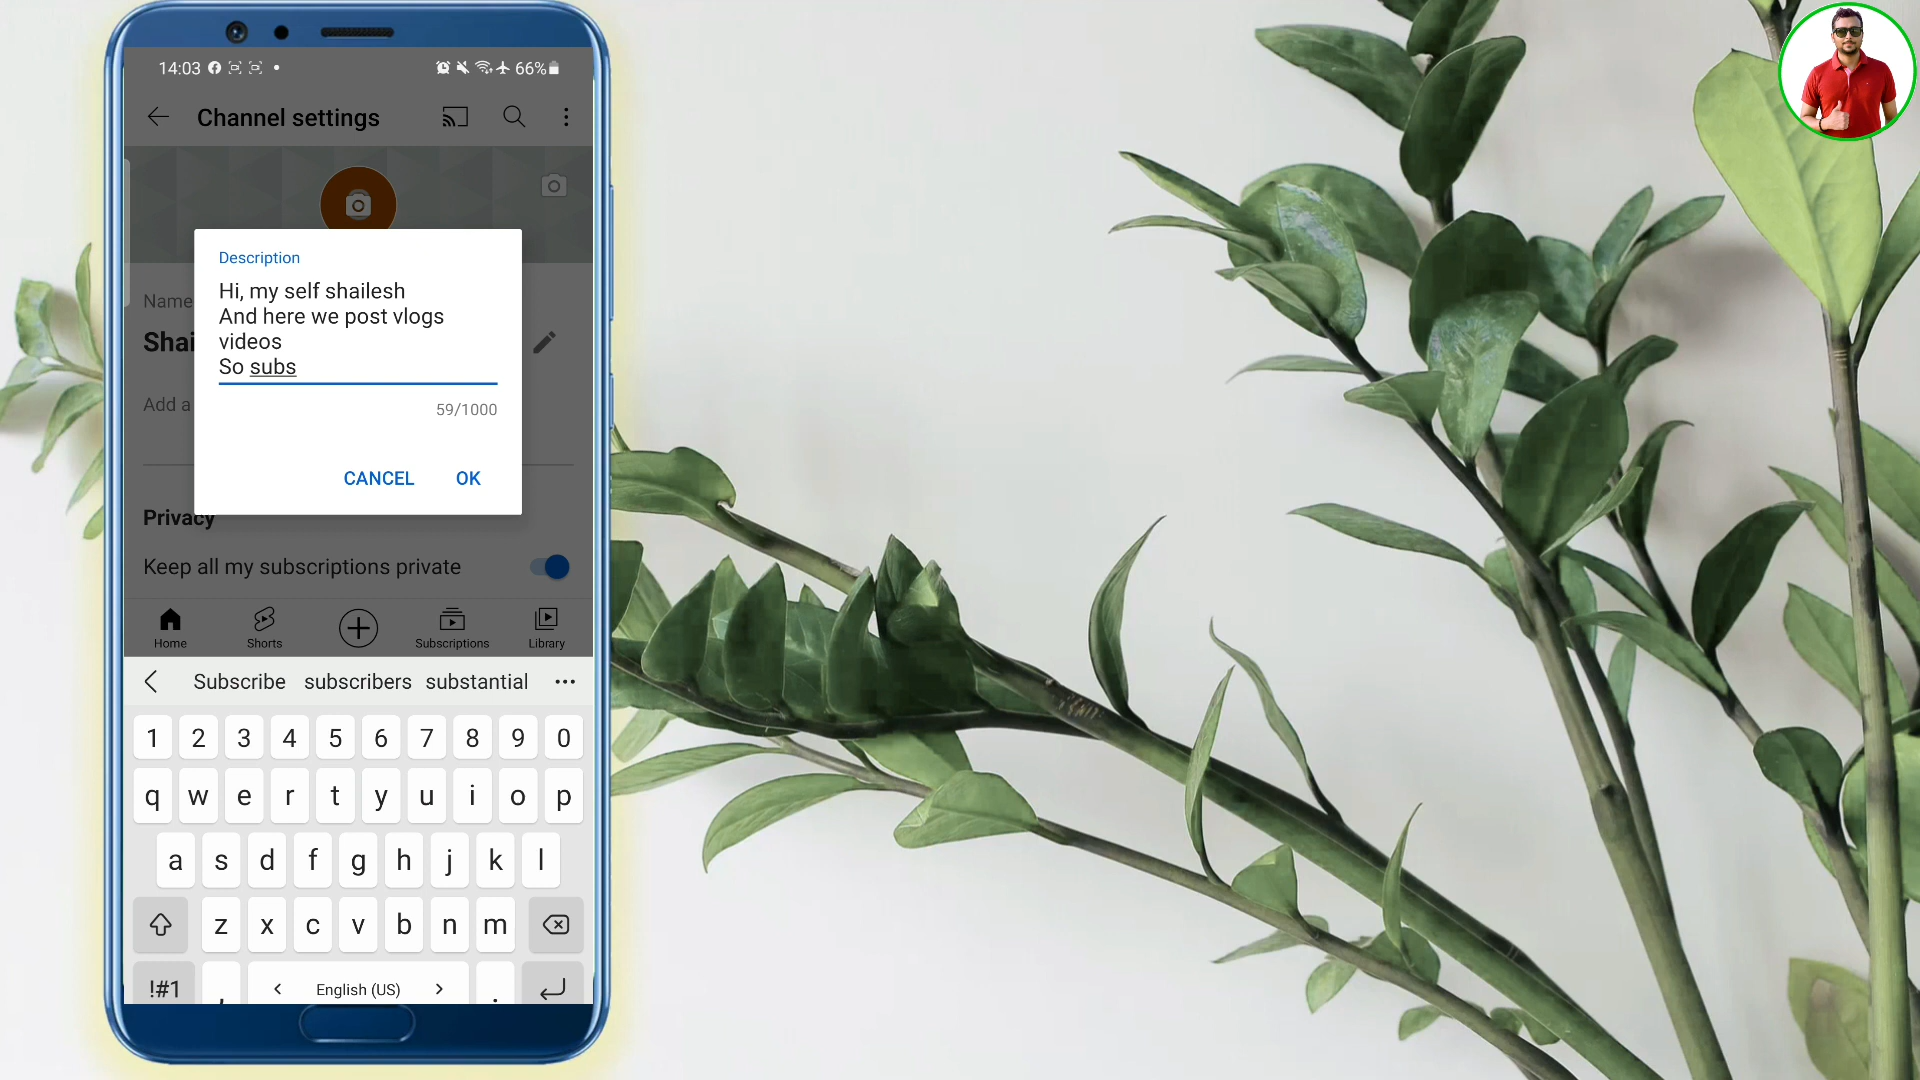 14:03 66%
Channel settings
Description
Hi, my self shailesh
And here we post vlogs
videos
So subs
59/1000
CANCEL OK
Name
Shai
Add a
Privacy
Keep all my subscriptions private
Home Shorts Subscriptions Library
Subscribe subscribers substantial
1 2 3 4 5 6 7 8 9 0
q w e r t y u i o p
a s d f g h j k l
z x c v b n m
!#1 , < English (US) > .